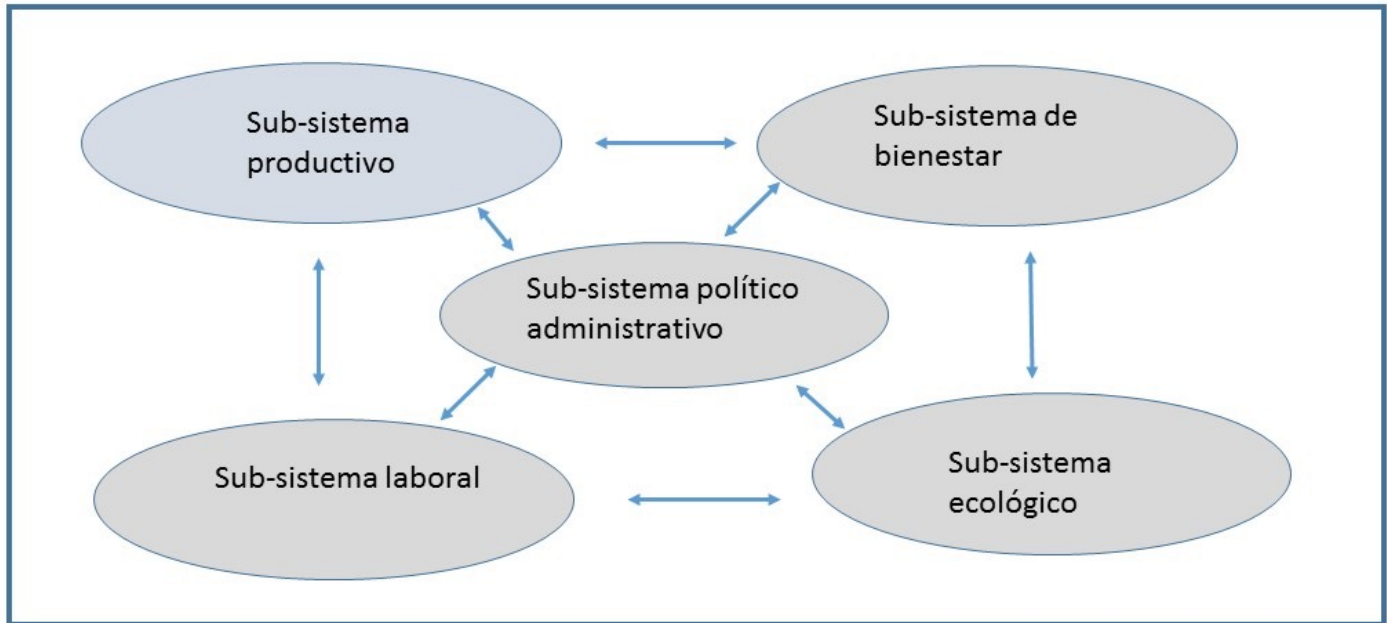 Sub-sistema
productivo
Sub-sistema de
bienestar
Sub-sistema político
administrativo
Sub-sistema laboral
Sub-sistema
ecológico